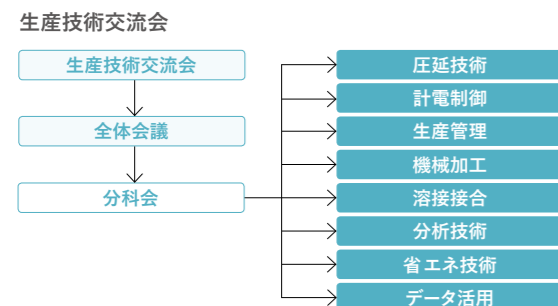 生産技術交流会
生産技術交流会
全体会議
分科会
圧延技術
計電制御
生産管理
機械加工
溶接接合
分析技術
省エネ技術
データ活用